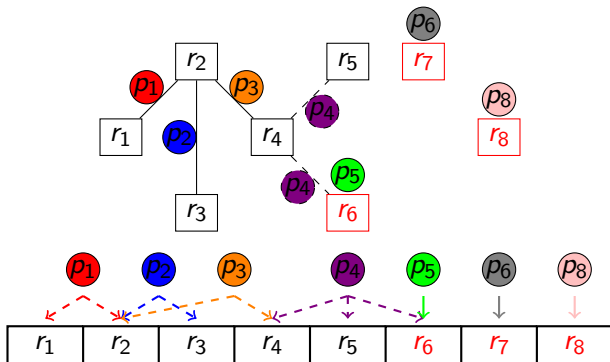 p6
r2 r5 r7
p1 p3 p8
p4
r1 p2 r4 r8
p4 p5
r3 r6
p1 p2 p3 p4 p5 p6 p8
r1 r2 r3 r4 r5 r6 r7 r8